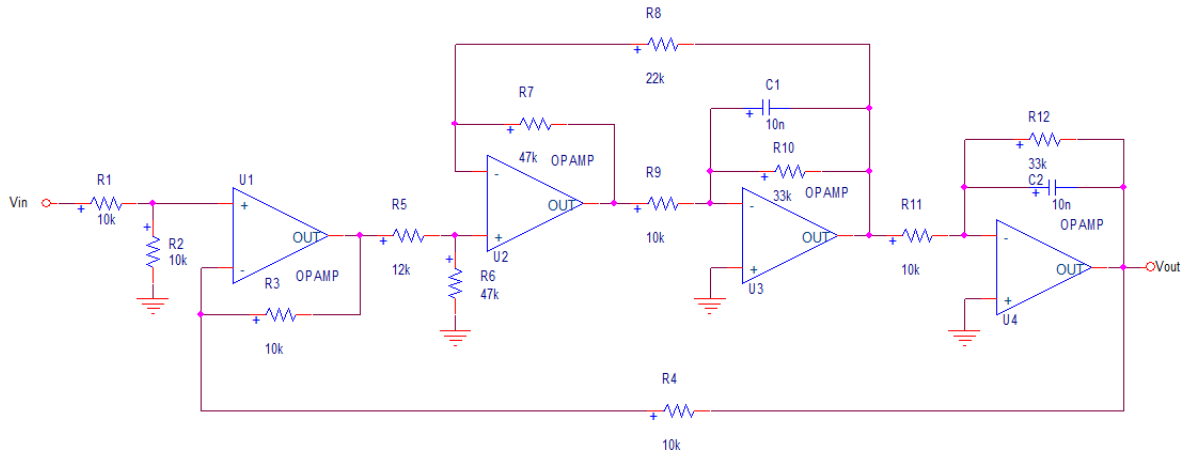 R8
22k
C1
10n
R7
47k
OPAMP
R10
33k
OPAMP
R12
33k
C2
10n
OPAMP
Vin
R1
10k
R2
10k
U1
+
-
OUT
OPAMP
R3
10k
R5
12k
R6
47k
-
+
OUT
U2
R9
10k
-
+
OUT
U3
R11
10k
-
+
OUT
U4
Vout
R4
10k